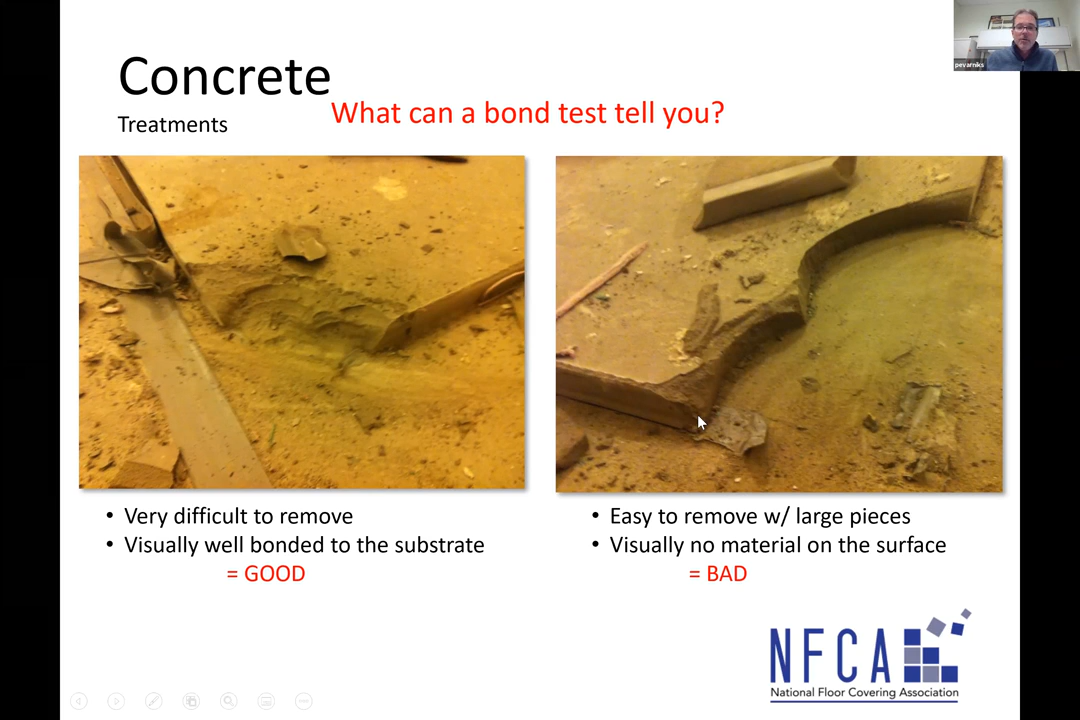 pevarniks
Concrete
What can a bond test tell you?
Treatments
• Very difficult to remove
• Visually well bonded to the substrate
= GOOD
• Easy to remove w/ large pieces
• Visually no material on the surface
= BAD
NFCA
National Floor Covering Association